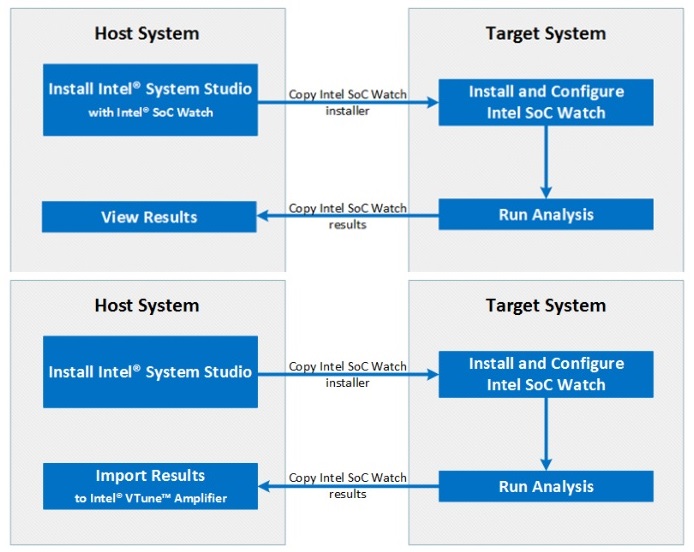 Host System
Target System
Install Intel® System Studio
with Intel® SoC Watch
Copy Intel SoC Watch
installer
Install and Configure
Intel SoC Watch
View Results
Copy Intel SoC Watch
results
Run Analysis
Host System
Target System
Install Intel® System Studio
Copy Intel SoC Watch
installer
Install and Configure
Intel SoC Watch
Import Results
to Intel® VTune™ Amplifier
Copy Intel SoC Watch
results
Run Analysis